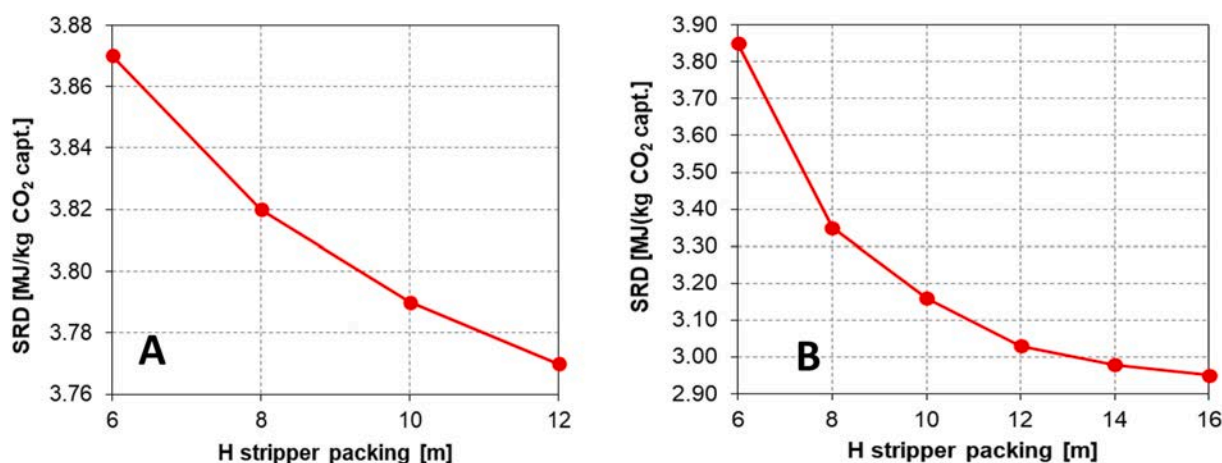 SRD [MJ/kg CO₂ capt.]
3.88
3.86
3.84
3.82
3.80
3.78
3.76
A
6 8 10 12
H stripper packing [m]
SRD [MJ(kg CO₂ capt.]
3.90
3.80
3.70
3.60
3.50
3.40
3.30
3.20
3.10
3.00
2.90
B
6 8 10 12 14 16
H stripper packing [m]